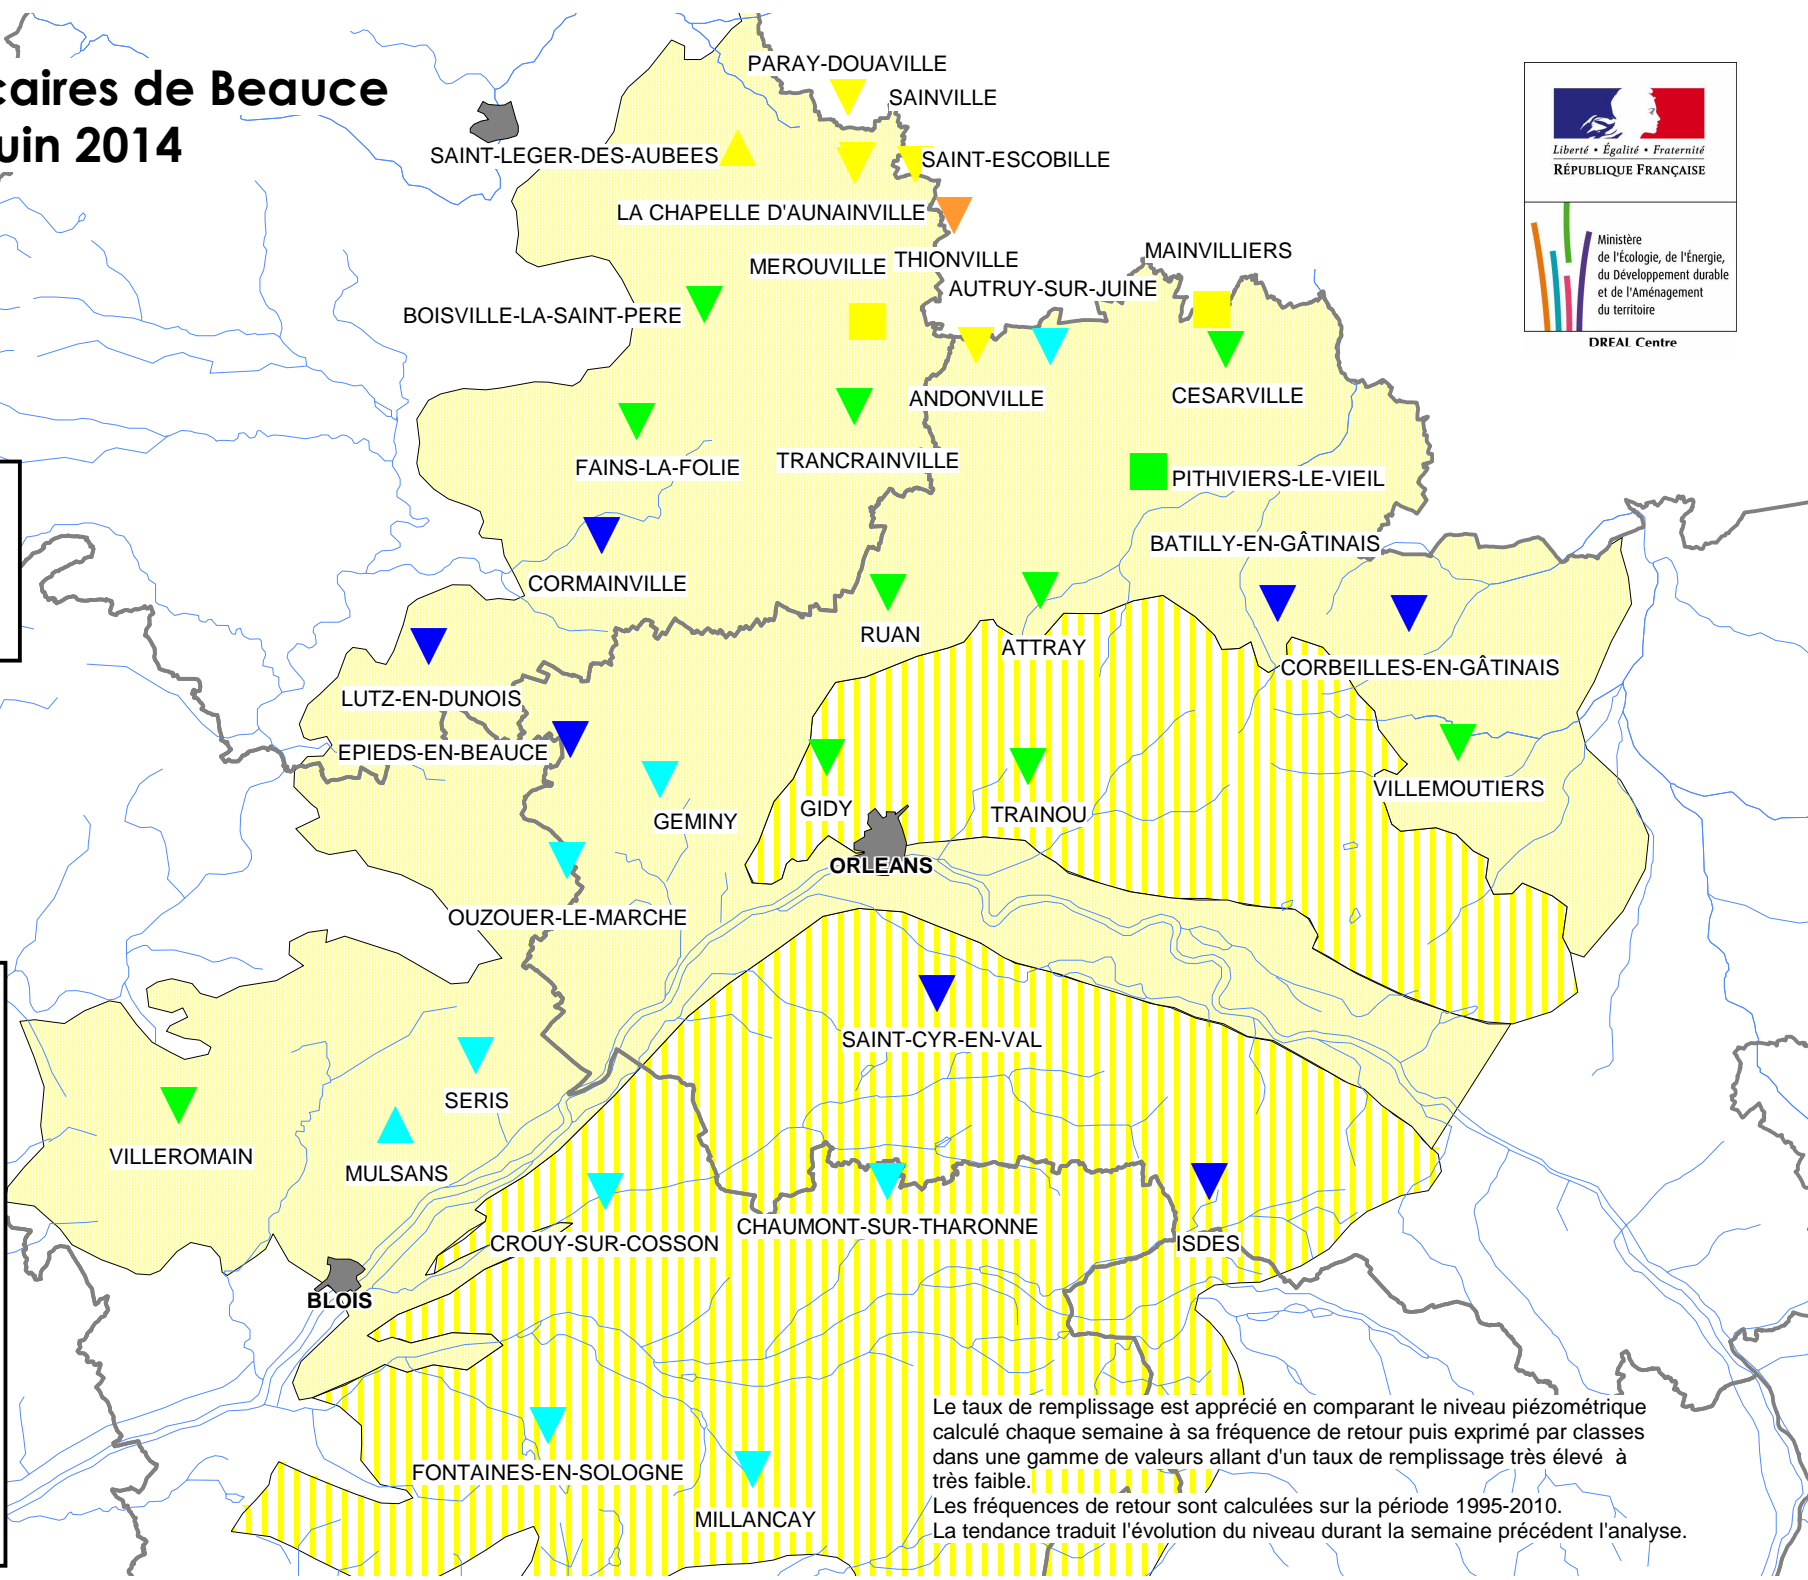 caires de Beauce
uin 2014
PARAY-DOUAVILLE
SAINVILLE
SAINT-LEGER-DES-AUBEES
SAINT-ESCOBILLE
LA CHAPELLE D'AUNAINVILLE
THIONVILLE
MEROUVILLE
MAINVILLIERS
AUTRUY-SUR-JUINE
BOISVILLE-LA-SAINT-PERE
ANDONVILLE
CESARVILLE
FAINS-LA-FOLIE
TRANCRAINVILLE
PITHIVIERS-LE-VIEIL
BATILLY-EN-GÂTINAIS
CORMAINVILLE
RUAN
ATTRAY
CORBEILLES-EN-GÂTINAIS
LUTZ-EN-DUNOIS
EPIEDS-EN-BEAUCE
VILLEMOUTIERS
GEMINY
GIDY
TRAINOU
ORLEANS
OUZOUER-LE-MARCHE
SAINT-CYR-EN-VAL
SERIS
VILLEROMAIN
MULSANS
CROUY-SUR-COSSON
CHAUMONT-SUR-THARONNE
ISDES
BLOIS
FONTAINES-EN-SOLOGNE
MILLANCAY
Liberté • Égalité • Fraternité
RÉPUBLIQUE FRANÇAISE
Ministère
de l'Écologie, de l'Énergie,
du Développement durable
et de l'Aménagement
du territoire
DREAL Centre
Le taux de remplissage est apprécié en comparant le niveau piézométrique
calculé chaque semaine à sa fréquence de retour puis exprimé par classes
dans une gamme de valeurs allant d'un taux de remplissage très élevé à
très faible.
Les fréquences de retour sont calculées sur la période 1995-2010.
La tendance traduit l'évolution du niveau durant la semaine précédent l'analyse.